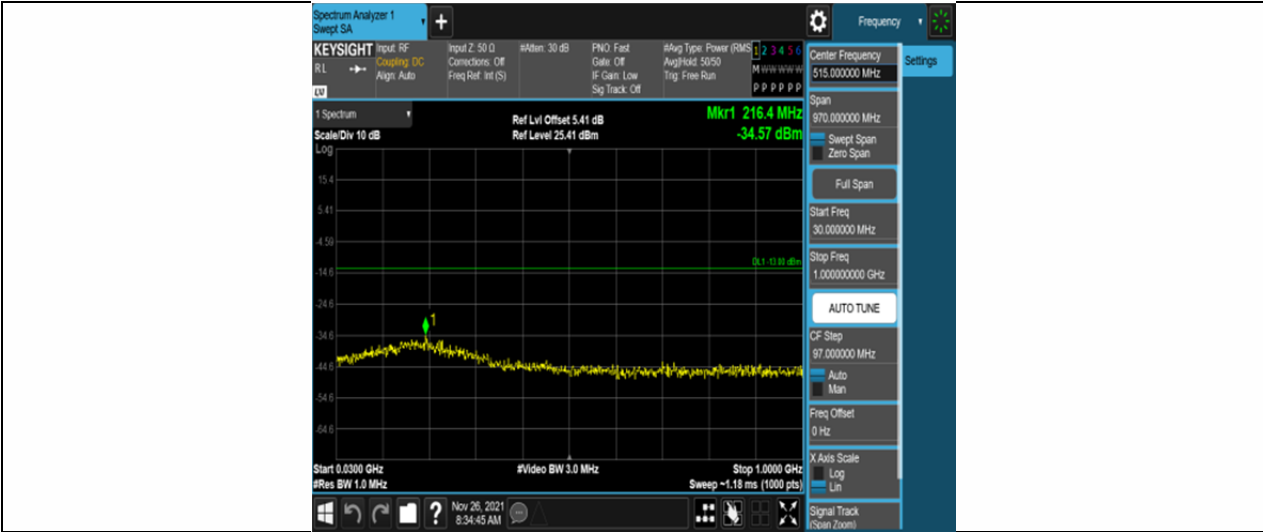 Spectrum Analyzer 1
Swept SA
+
Frequency
KEYSIGHT
Input: RF
Coupling: DC
Align: Auto
RL
LV
Input Z: 50 Ω
Corrections: Off
Freq Ref: Int (S)
#Atten: 30 dB
PNO: Fast
Gate: Off
IF Gain: Low
Sig Track: Off
#Avg Type: Power (RMS
Avg|Hold: 50/50
Trig: Free Run
1 2 3 4 5 6
M W W W W W
P P P P P P
1 Spectrum
Scale/Div 10 dB
Ref Lvl Offset 5.41 dB
Ref Level 25.41 dBm
Mkr1 216.4 MHz
-34.57 dBm
Log
15.4
5.41
-4.59
DL1 -13.00 dBm
-14.6
-24.6
1
-34.6
-44.6
-54.6
-64.6
Start 0.0300 GHz
#Res BW 1.0 MHz
#Video BW 3.0 MHz
Stop 1.0000 GHz
Sweep ~1.18 ms (1000 pts)
?
Nov 26, 2021
8:34:45 AM
Center Frequency
515.000000 MHz
Settings
Span
970.000000 MHz
Swept Span
Zero Span
Full Span
Start Freq
30.000000 MHz
Stop Freq
1.000000000 GHz
AUTO TUNE
CF Step
97.000000 MHz
Auto
Man
Freq Offset
0 Hz
X Axis Scale
Log
Lin
Signal Track
(Span Zoom)